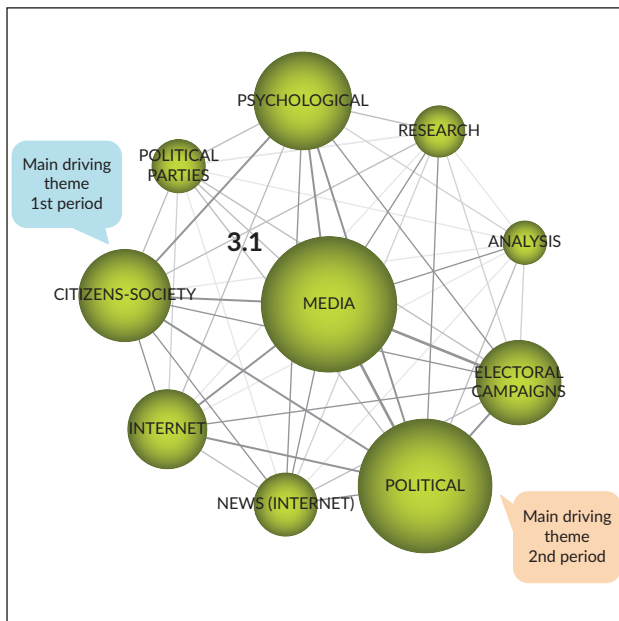 PSYCHOLOGICAL
RESEARCH
POLITICAL
PARTIES
Main driving
theme
1st period
3.1
ANALYSIS
CITIZENS-SOCIETY
MEDIA
ELECTORAL
CAMPAIGNS
INTERNET
POLITICAL
NEWS (INTERNET)
Main driving
theme
2nd period